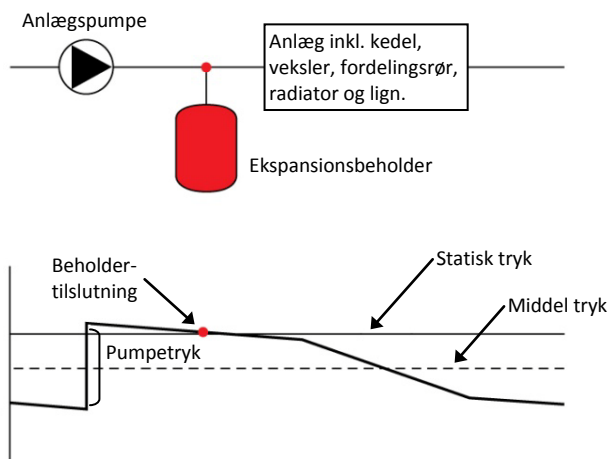 Anlægspumpe
Anlæg inkl. kedel,
veksler, fordelingsrør,
radiator og lign.
Ekspansionsbeholder
Beholder-
tilslutning
Statisk tryk
Middel tryk
Pumpetryk